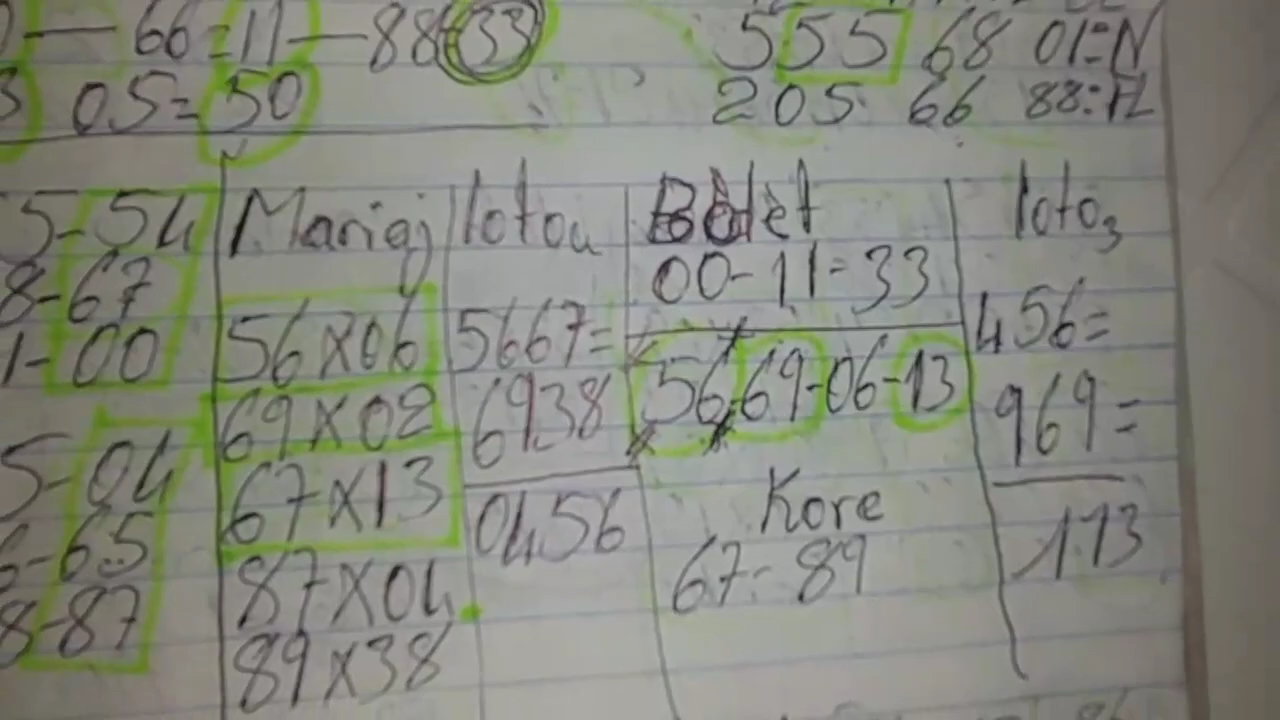 66=11-88-33
05=50
555 68 01=N
205 66 88=FL
5-54
8-67
1-00
5-04
6-65
8-87
Mariaj
56X06
69X02
67X13
87X04
89X38
loto4
5667=
6938
0456
Bolèt
00-11-33
56-69-06-13
Kore
67-89
loto3
456=
969=
113